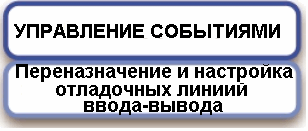 УПРАВЛЕНИЕ СОБЫТИЯМИ
Переназначение и настройка
отладочных линиий
ввода-вывода